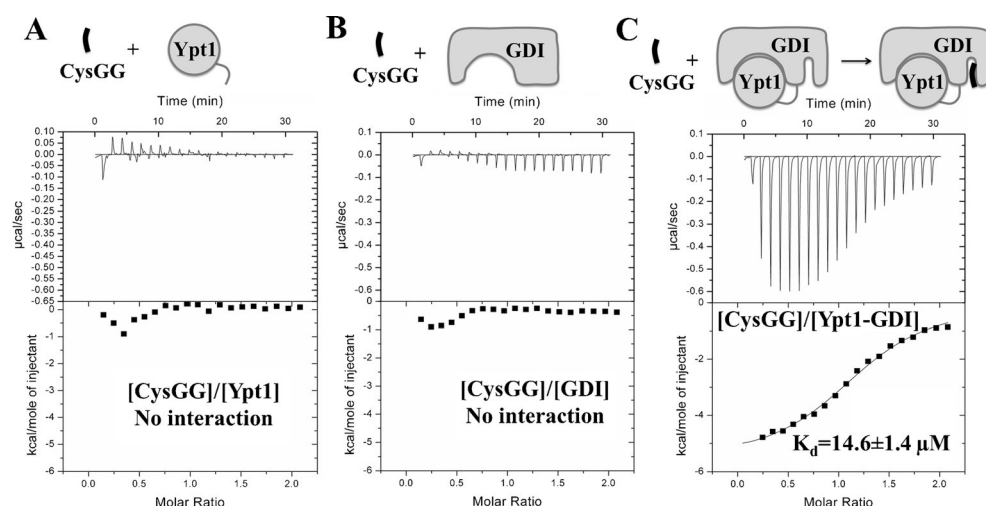 A
CysGG
+
Ypt1
Time (min)
0 10 20 30
0.10
0.05
0.00
-0.05
-0.10
-0.15
-0.20
-0.25
-0.30
-0.35
-0.40
-0.45
-0.50
-0.55
-0.60
-0.65
µcal/sec
0
-1
-2
-3
-4
-5
-6
kcal/mole of injectant
[CysGG]/[Ypt1]
No interaction
0.0 0.5 1.0 1.5 2.0
Molar Ratio
B
CysGG
+
GDI
Time (min)
0 10 20 30
0.1
0.0
-0.1
-0.2
-0.3
-0.4
-0.5
-0.6
µcal/sec
0
-1
-2
-3
-4
-5
-6
kcal/mole of injectant
[CysGG]/[GDI]
No interaction
0.0 0.5 1.0 1.5 2.0
Molar Ratio
C
CysGG
+
GDI
Ypt1
GDI
Ypt1
Time (min)
0 10 20 30
0.0
-0.1
-0.2
-0.3
-0.4
-0.5
-0.6
µcal/sec
0
-2
-4
-6
kcal/mole of injectant
[CysGG]/[Ypt1-GDI]
Kd=14.6±1.4 µM
0.0 0.5 1.0 1.5 2.0
Molar Ratio